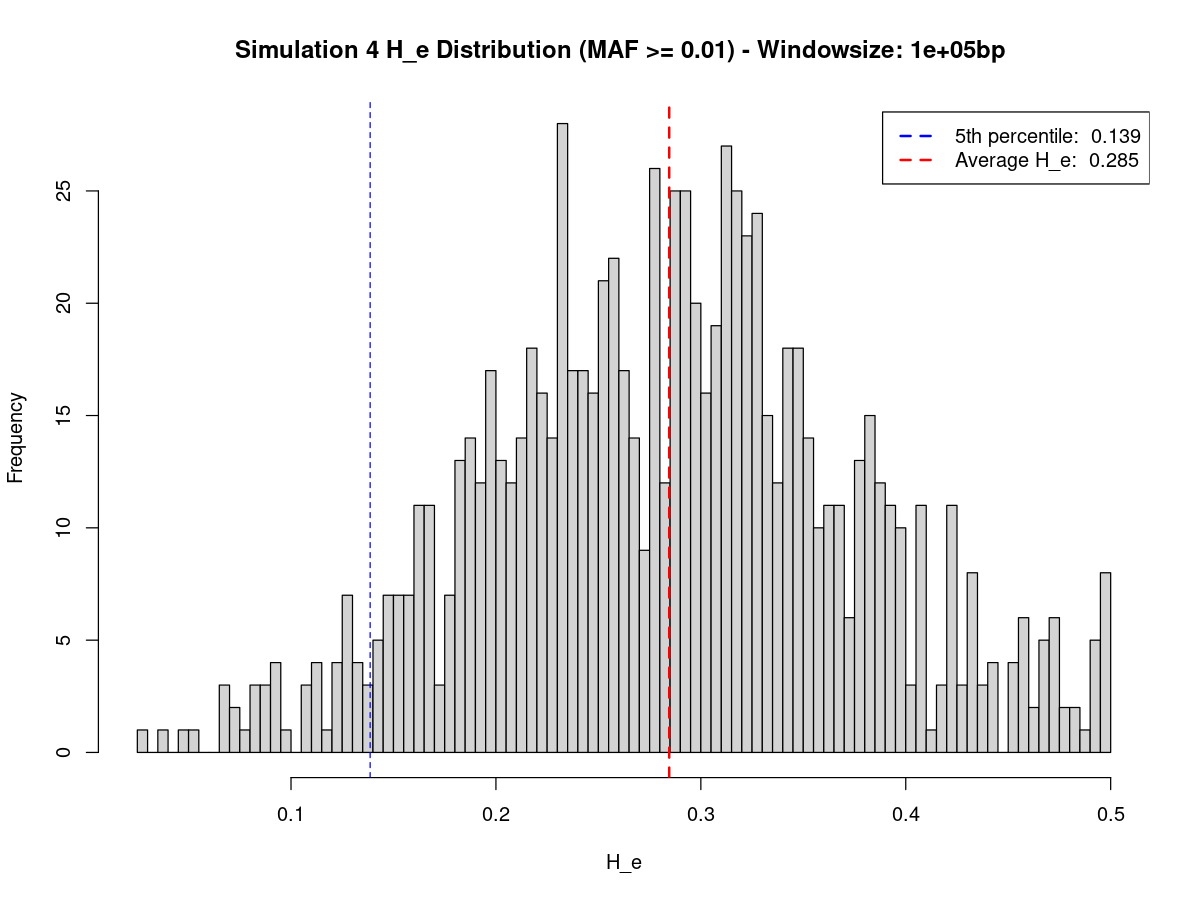 Simulation 4 H_e Distribution (MAF >= 0.01) - Windowsize: 1e+05bp
5th percentile: 0.139
Average H_e: 0.285
Frequency
25
20
15
10
5
0
0.1 0.2 0.3 0.4 0.5
H_e